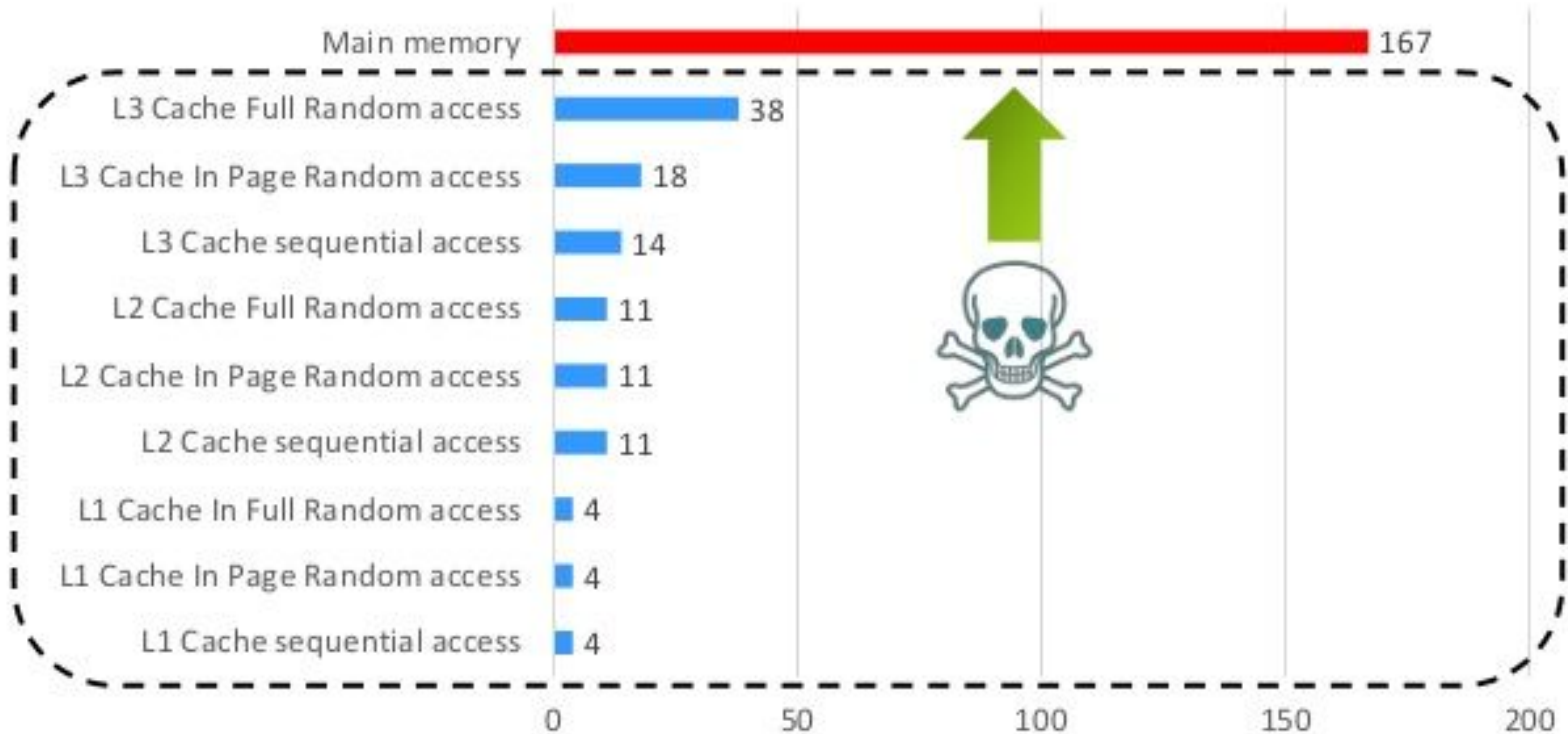 Main memory 167
L3 Cache Full Random access 38
L3 Cache In Page Random access 18
L3 Cache sequential access 14
L2 Cache Full Random access 11
L2 Cache In Page Random access 11
L2 Cache sequential access 11
L1 Cache In Full Random access 4
L1 Cache In Page Random access 4
L1 Cache sequential access 4
0 50 100 150 200